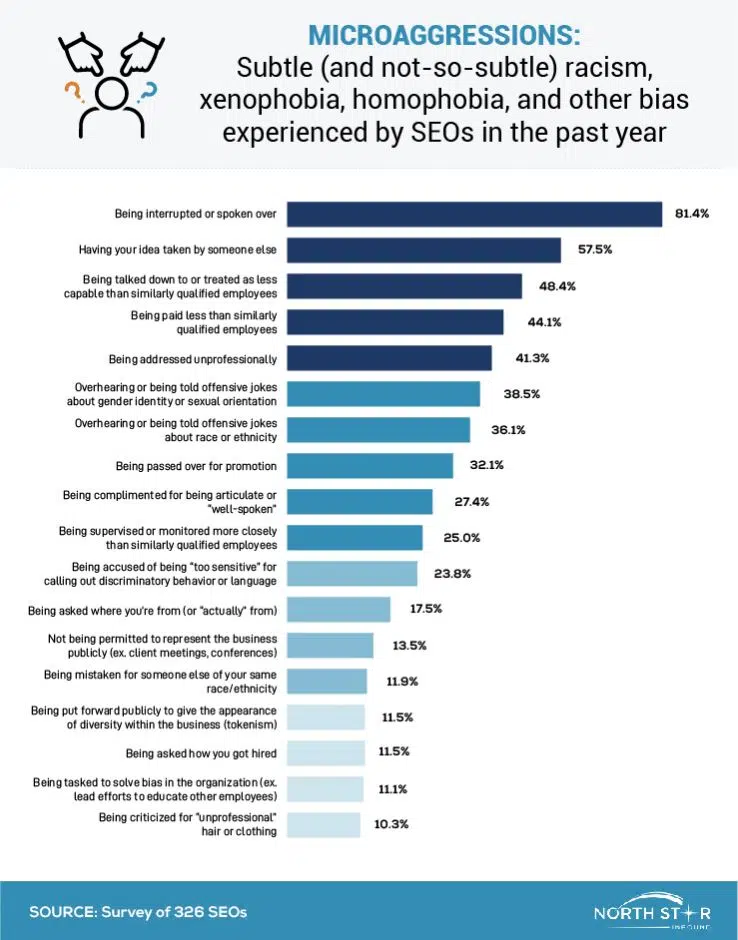 MICROAGGRESSIONS:
Subtle (and not-so-subtle) racism,
xenophobia, homophobia, and other bias
experienced by SEOs in the past year
? ?
Being interrupted or spoken over 81.4%
Having your idea taken by someone else 57.5%
Being talked down to or treated as less
capable than similarly qualified employees 48.4%
Being paid less than similarly
qualified employees 44.1%
Being addressed unprofessionally 41.3%
Overhearing or being told offensive jokes
about gender identity or sexual orientation 38.5%
Overhearing or being told offensive jokes
about race or ethnicity 36.1%
Being passed over for promotion 32.1%
Being complimented for being articulate or
"well-spoken" 27.4%
Being supervised or monitored more closely
than similarly qualified employees 25.0%
Being accused of being “too sensitive” for
calling out discriminatory behavior or language 23.8%
Being asked where you're from (or “actually” from) 17.5%
Not being permitted to represent the business
publicly (ex. client meetings, conferences) 13.5%
Being mistaken for someone else of your same
race/ethnicity 11.9%
Being put forward publicly to give the appearance
of diversity within the business (tokenism) 11.5%
Being asked how you got hired 11.5%
Being tasked to solve bias in the organization (ex.
lead efforts to educate other employees) 11.1%
Being criticized for "unprofessional"
hair or clothing 10.3%
SOURCE: Survey of 326 SEOs
NORTH STAR
INBOUND